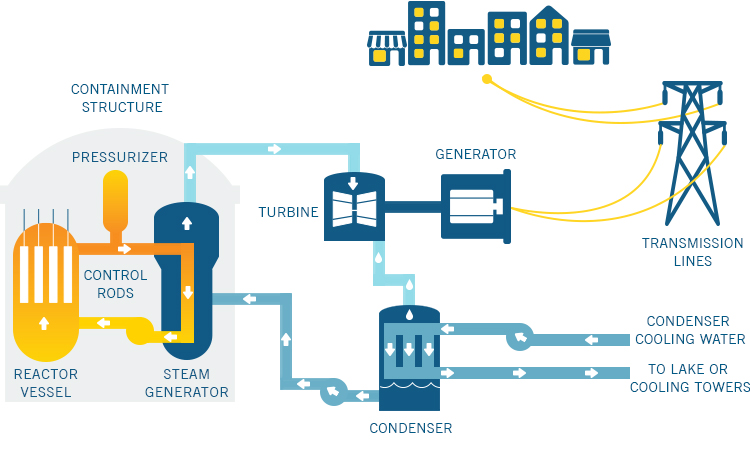 CONTAINMENT
STRUCTURE
PRESSURIZER
GENERATOR
TURBINE
TRANSMISSION
LINES
CONTROL
RODS
CONDENSER
COOLING WATER
REACTOR
VESSEL
STEAM
GENERATOR
TO LAKE OR
COOLING TOWERS
CONDENSER